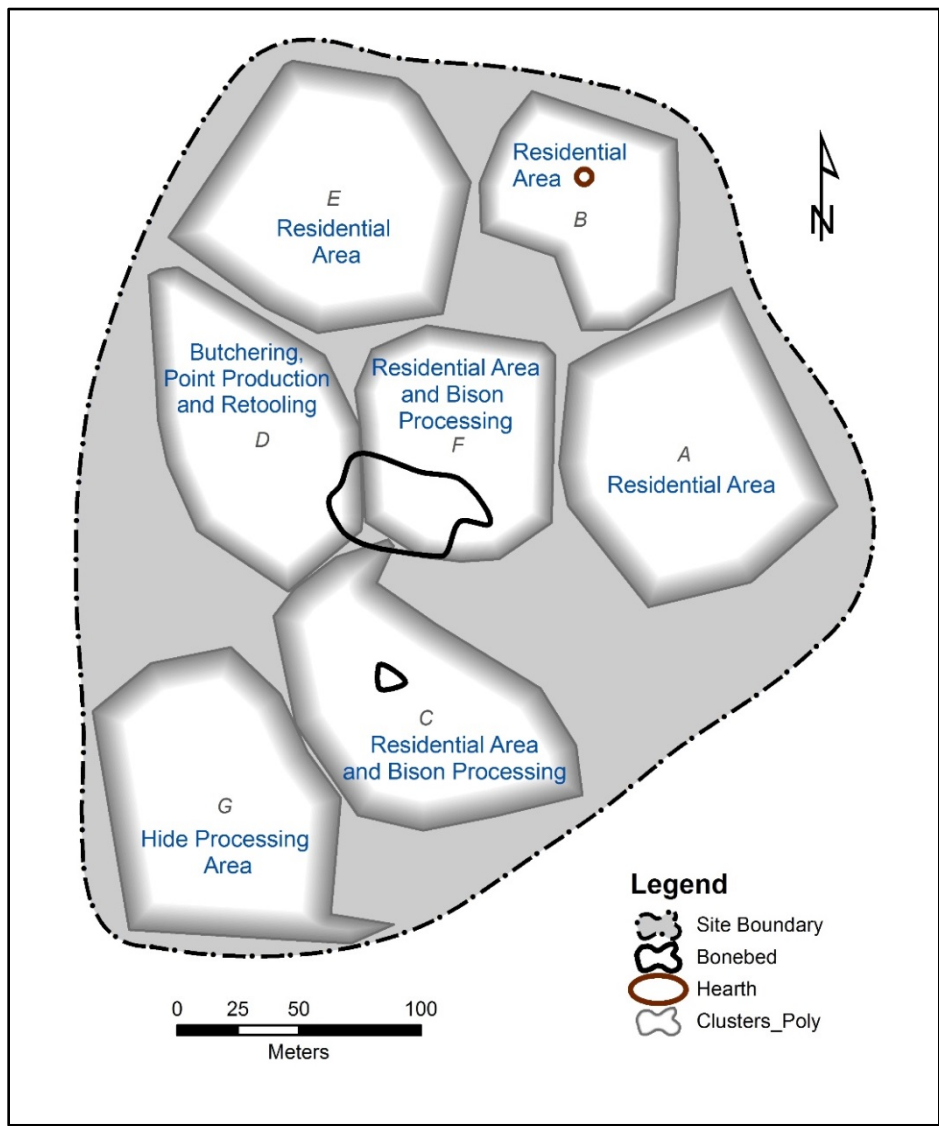 Residential
Area
B
E
Residential
Area
N
Butchering,
Point Production
and Retooling
D
Residential Area
and Bison
Processing
F
A
Residential Area
C
Residential Area
and Bison Processing
G
Hide Processing
Area
Legend
Site Boundary
Bonebed
Hearth
Clusters_Poly
0 25 50 100
Meters